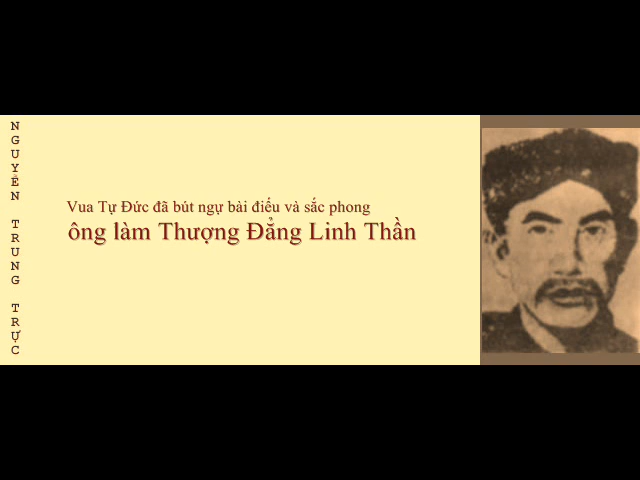 NGUYỄN TRUNG TRỰC
Vua Tự Đức đã bút ngự bài điếu và sắc phong
ông làm Thượng Đẳng Linh Thần